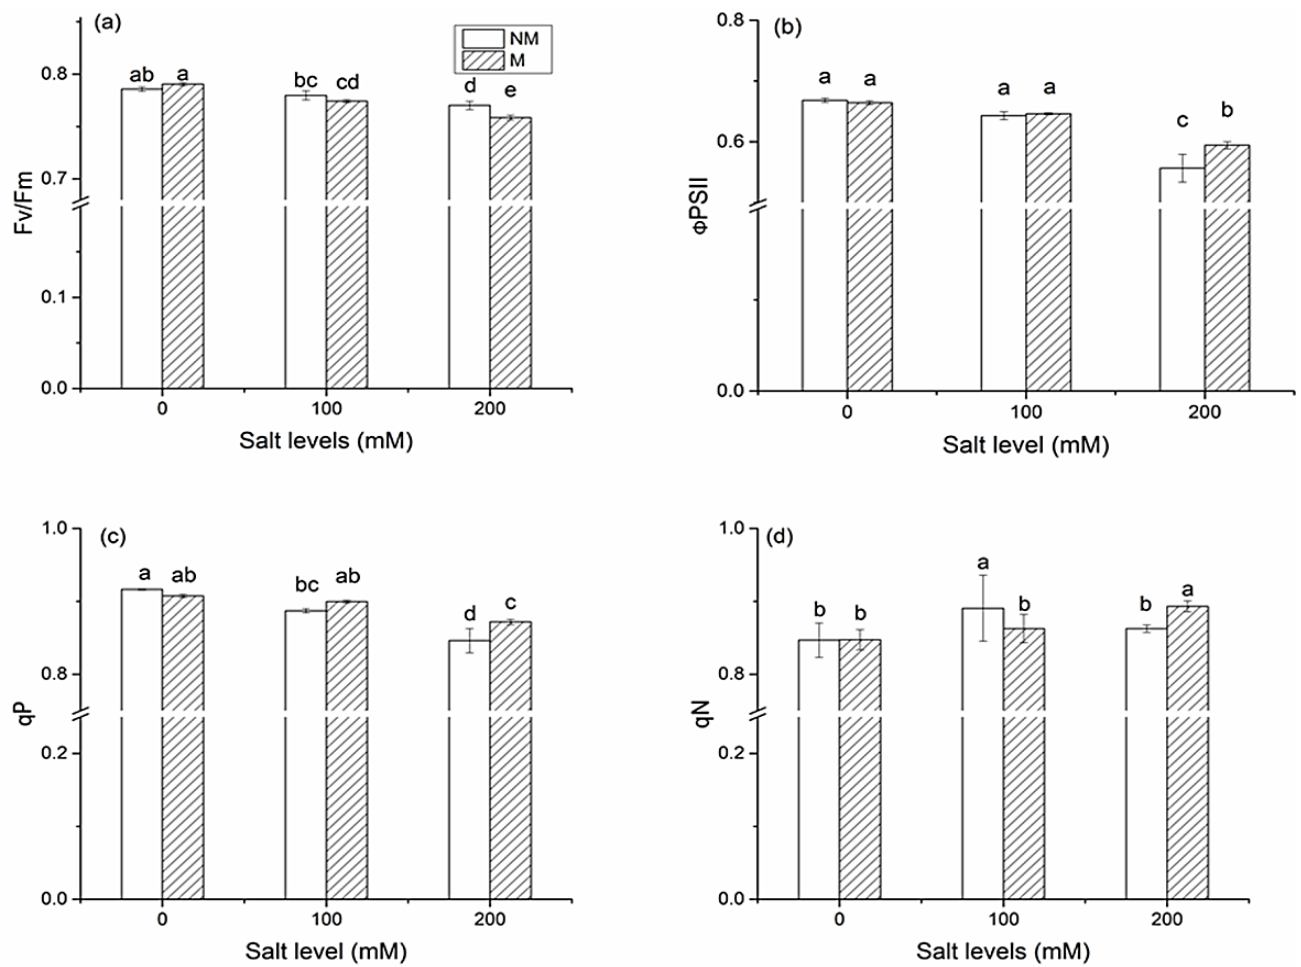 (a)
NM
M
0.8
ab a bc cd d e
0.7
Fv/Fm
0.1
0.0
0 100 200
Salt levels (mM)
(b)
0.8
a a a a c b
0.6
ΦPSII
0.0
0 100 200
Salt level (mM)
(c)
1.0
a ab bc ab d c
0.8
qP
0.2
0.0
0 100 200
Salt level (mM)
(d)
1.0
b b a b b a
0.8
qN
0.2
0.0
0 100 200
Salt levels (mM)